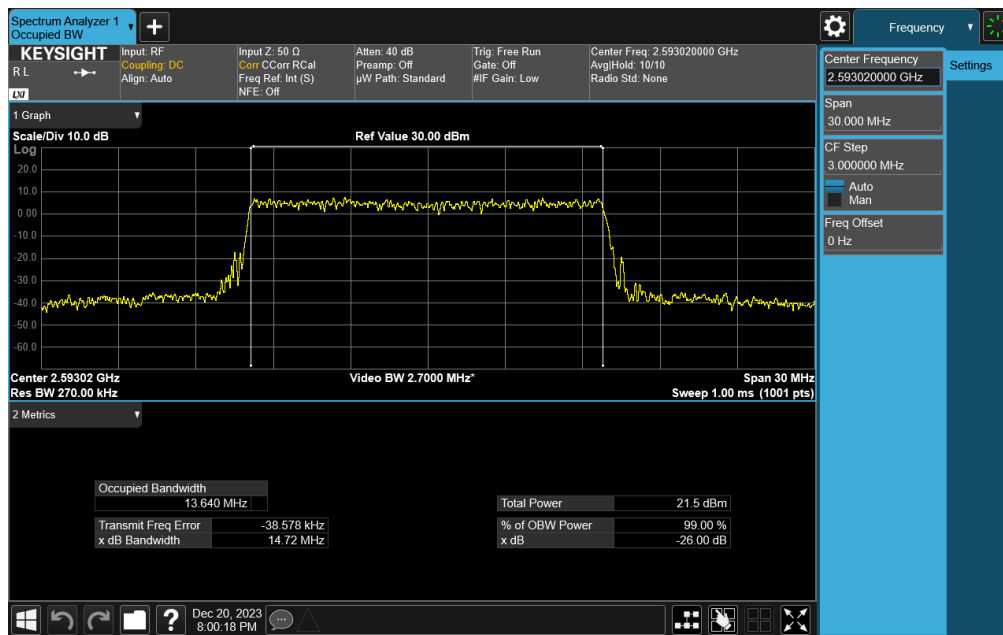 Spectrum Analyzer 1
Occupied BW
Frequency
KEYSIGHT
R L
LXI
Input: RF
Coupling: DC
Align: Auto
Input Z: 50 Ω
Corr CCorr RCal
Freq Ref: Int (S)
NFE: Off
Atten: 40 dB
Preamp: Off
µW Path: Standard
Trig: Free Run
Gate: Off
#IF Gain: Low
Center Freq: 2.593020000 GHz
Avg|Hold: 10/10
Radio Std: None
Center Frequency
2.593020000 GHz
Settings
Span
30.000 MHz
CF Step
3.000000 MHz
Auto
Man
Freq Offset
0 Hz
1 Graph
Scale/Div 10.0 dB
Ref Value 30.00 dBm
Log
20.0
10.0
0.00
-10.0
-20.0
-30.0
-40.0
-50.0
-60.0
Center 2.59302 GHz
Video BW 2.7000 MHz*
Span 30 MHz
Res BW 270.00 kHz
Sweep 1.00 ms (1001 pts)
2 Metrics
Occupied Bandwidth
13.640 MHz
Total Power 21.5 dBm
Transmit Freq Error -38.578 kHz
% of OBW Power 99.00 %
x dB Bandwidth 14.72 MHz
x dB -26.00 dB
?
Dec 20, 2023
8:00:18 PM